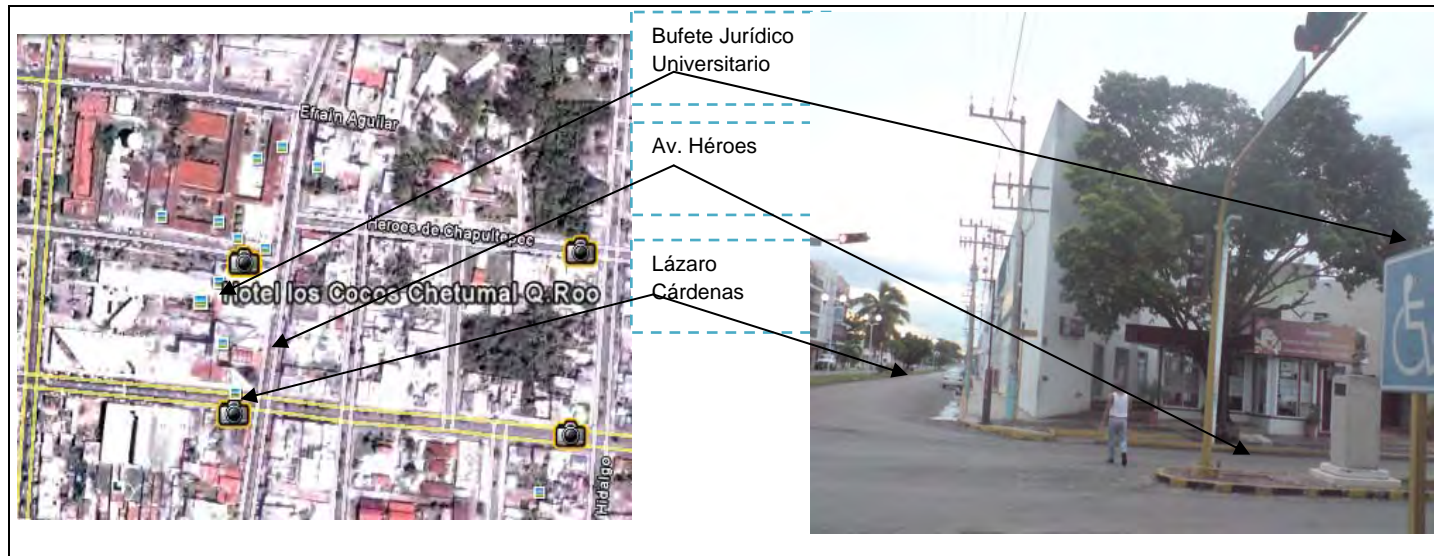 Bufete Jurídico
Universitario
Av. Héroes
Lázaro
Cárdenas
Efraín Aguilar
Heroes de Chapultepec
Hotel los Cocos Chetumal Q.Roo
Hidalgo